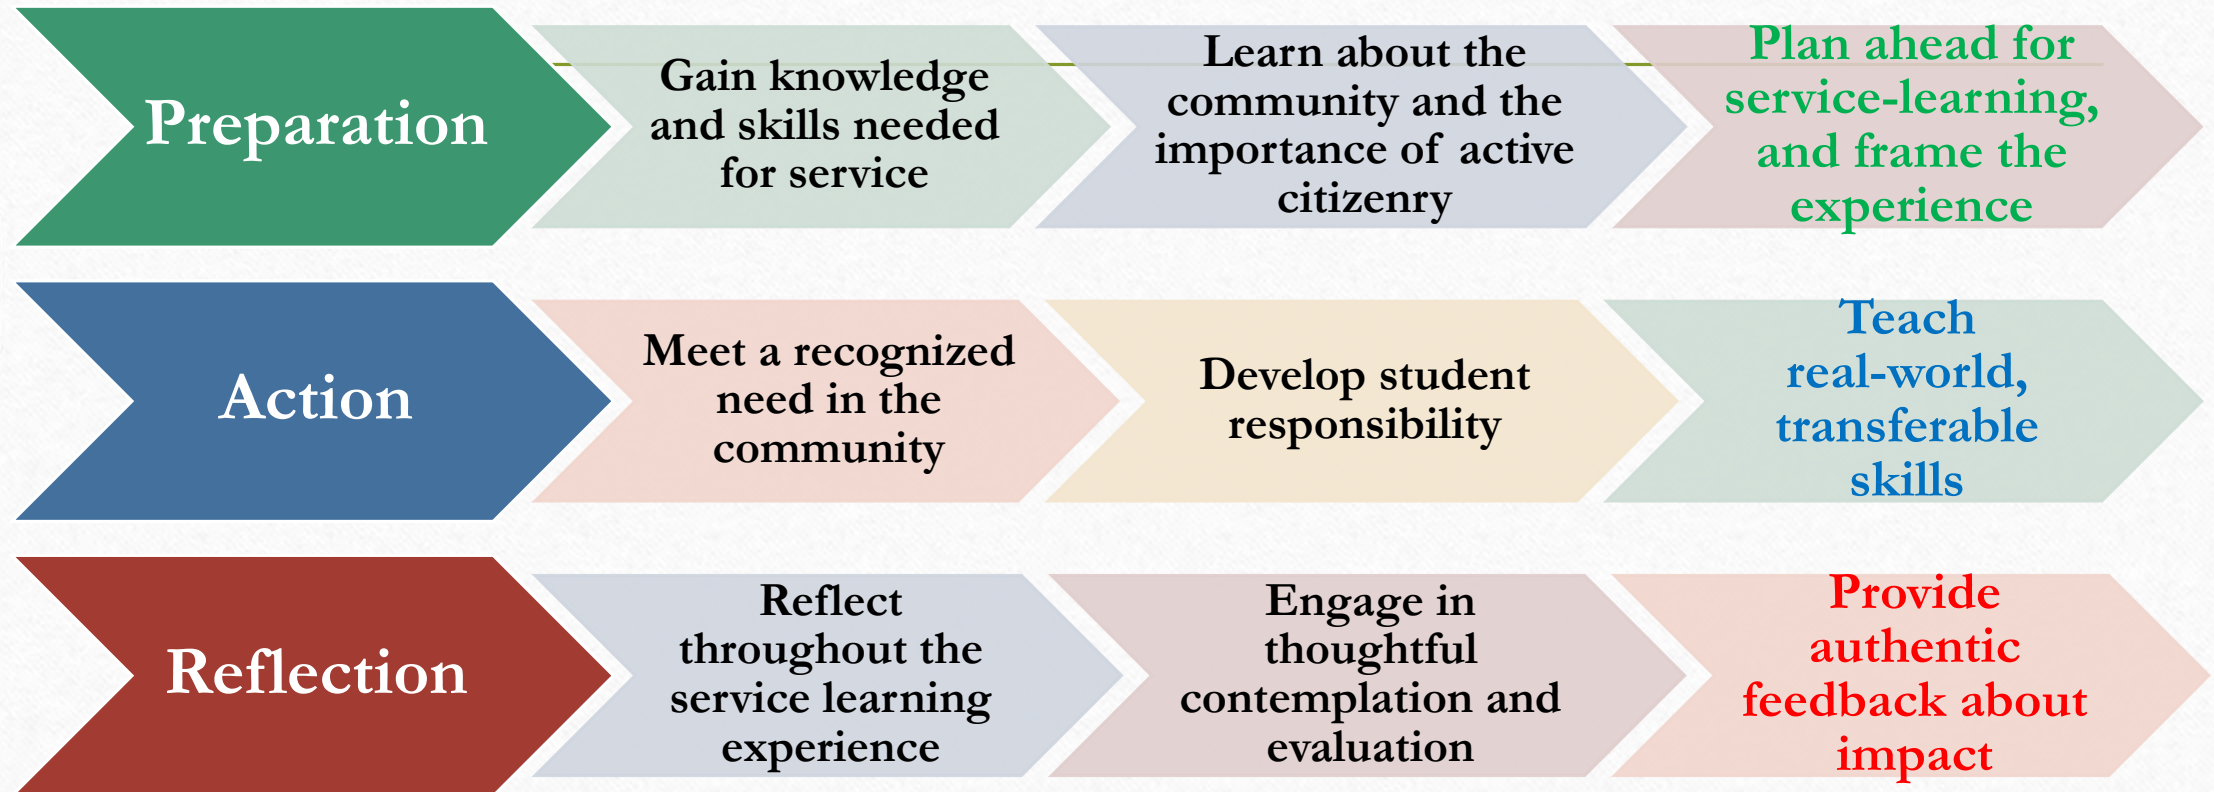 Preparation
Gain knowledge
and skills needed
for service
Learn about the
community and the
importance of active
citizenry
Plan ahead for
service-learning,
and frame the
experience
Action
Meet a recognized
need in the
community
Develop student
responsibility
Teach
real-world,
transferable
skills
Reflection
Reflect
throughout the
service learning
experience
Engage in
thoughtful
contemplation and
evaluation
Provide
authentic
feedback about
impact